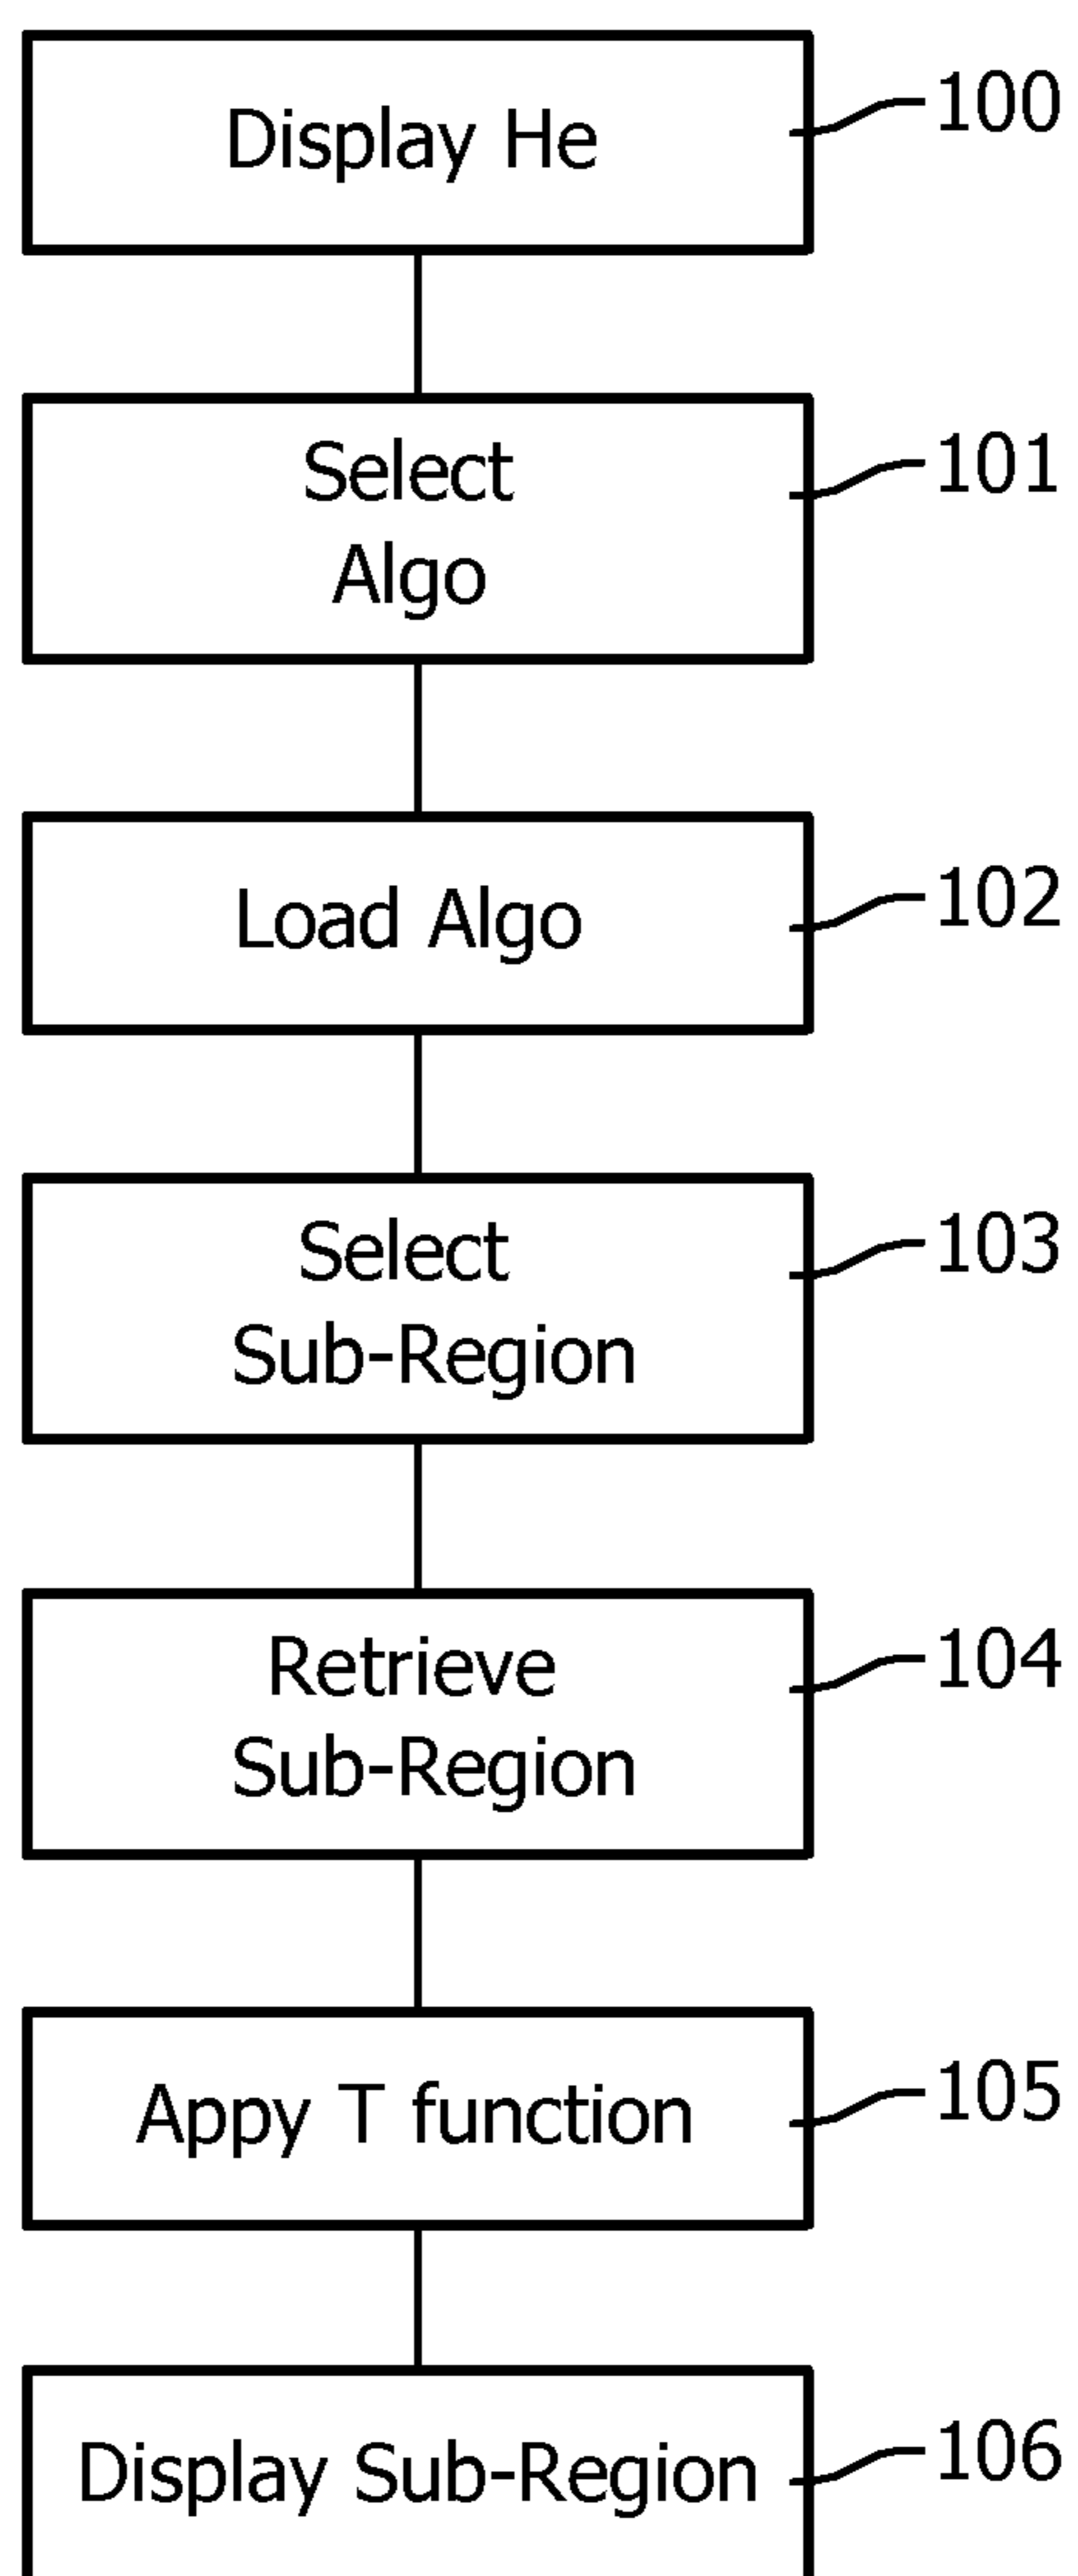 Display He
100
Select
Algo
101
Load Algo
102
Select
Sub-Region
103
Retrieve
Sub-Region
104
Appy T function
105
Display Sub-Region
106